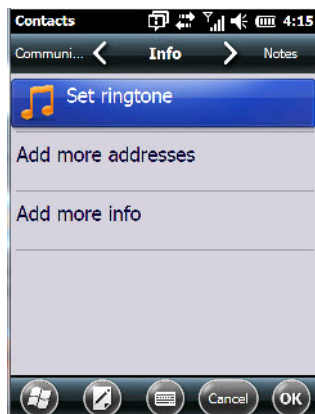 Contacts 4:15
Communi... Info Notes
Set ringtone
Add more addresses
Add more info
Cancel OK